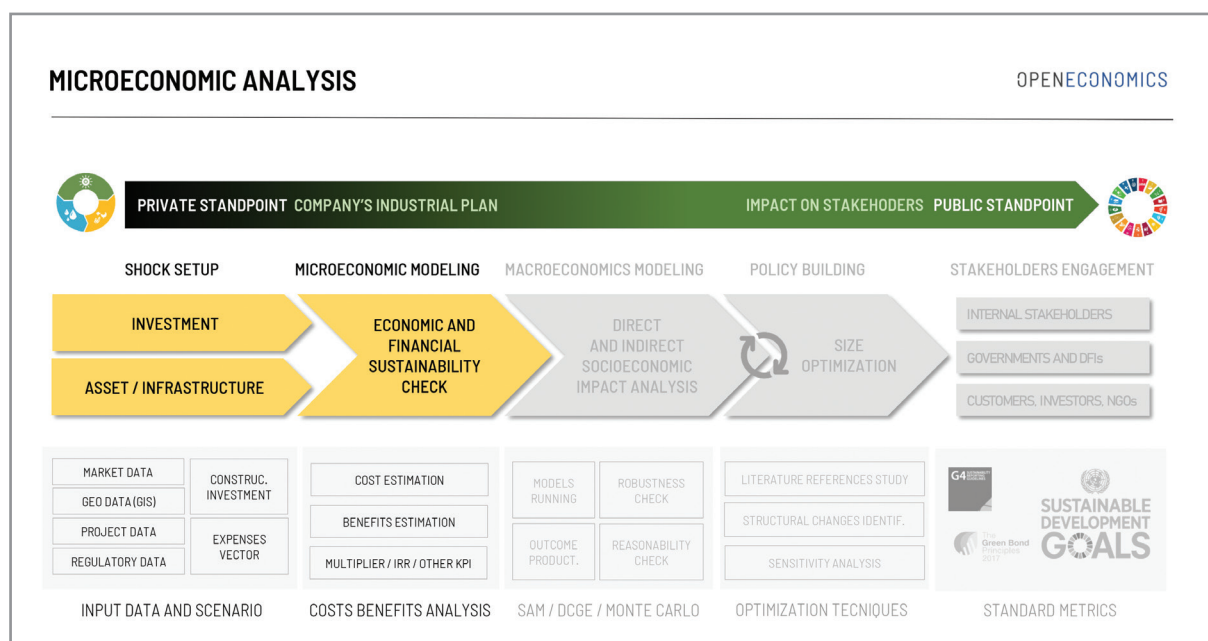 MICROECONOMIC ANALYSIS
OPENECONOMICS
PRIVATE STANDPOINT COMPANY'S INDUSTRIAL PLAN
IMPACT ON STAKEHODERS PUBLIC STANDPOINT
SHOCK SETUP
MICROECONOMIC MODELING
MACROECONOMICS MODELING
POLICY BUILDING
STAKEHOLDERS ENGAGEMENT
INVESTMENT
ASSET / INFRASTRUCTURE
ECONOMIC AND
FINANCIAL
SUSTAINABILITY
CHECK
DIRECT
AND INDIRECT
SOCIOECONOMIC
IMPACT ANALYSIS
SIZE
OPTIMIZATION
INTERNAL STAKEHOLDERS
GOVERNMENTS AND DFIs
CUSTOMERS, INVESTORS, NGOs
MARKET DATA
GEO DATA (GIS)
PROJECT DATA
REGULATORY DATA
CONSTRUC.
INVESTMENT
EXPENSES
VECTOR
COST ESTIMATION
BENEFITS ESTIMATION
MULTIPLIER / IRR / OTHER KPI
MODELS
RUNNING
ROBUSTNESS
CHECK
OUTCOME
PRODUCT.
REASONABILITY
CHECK
LITERATURE REFERENCES STUDY
STRUCTURAL CHANGES IDENTIF.
SENSITIVITY ANALYSIS
G4
The
Green Bond
Principles
2017
SUSTAINABLE
DEVELOPMENT
GOALS
INPUT DATA AND SCENARIO
COSTS BENEFITS ANALYSIS
SAM / DCGE / MONTE CARLO
OPTIMIZATION TECNIQUES
STANDARD METRICS